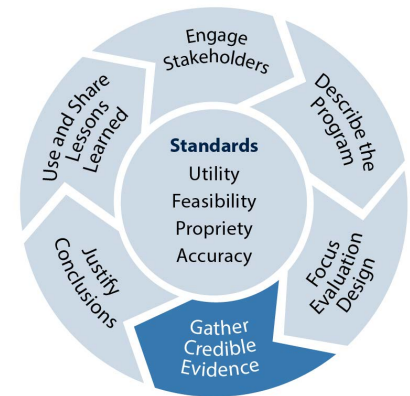 Engage
Stakeholders
Describe the
Program
Focus
Evaluation
Design
Gather
Credible
Evidence
Justify
Conclusions
Use and Share
Lessons
Learned
Standards
Utility
Feasibility
Propriety
Accuracy